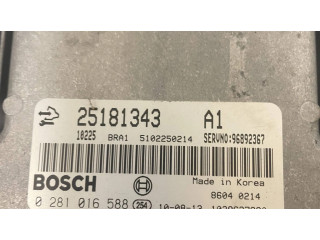 25181343 A1
10225 BRA1 5102250214 SERVNO:96892367
BOSCH Made in Korea
8604 0214
0 281 016 588 254 10-08-13